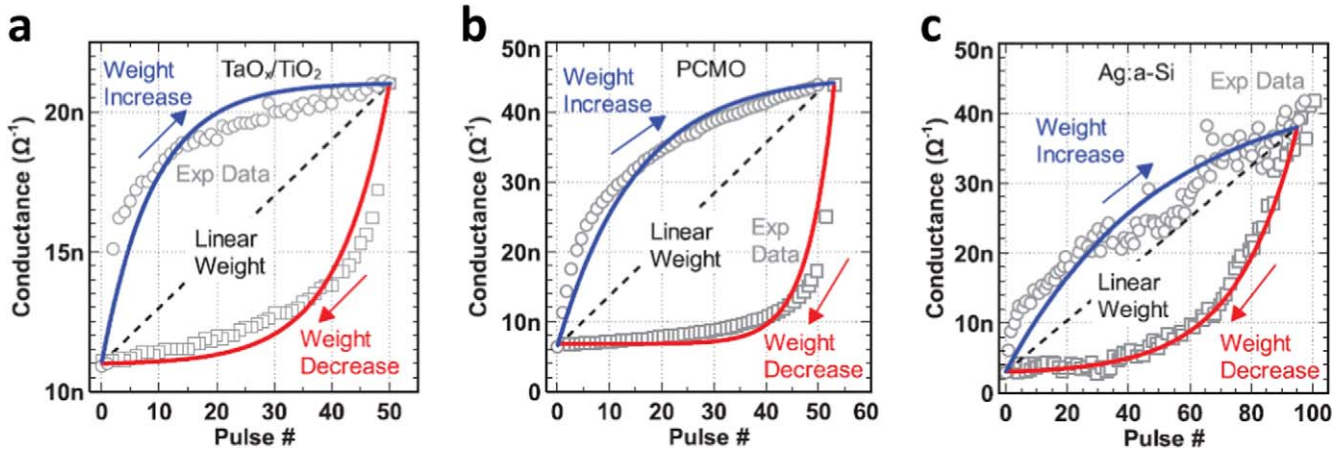 a
TaOx/TiO2
Weight
Increase
Exp Data
Linear
Weight
Weight
Decrease
20n
15n
10n
Conductance (Ω-1)
0 10 20 30 40 50
Pulse #
b
PCMO
Weight
Increase
Exp
Data
Linear
Weight
Weight
Decrease
50n
40n
30n
20n
10n
0
Conductance (Ω-1)
0 10 20 30 40 50 60
Pulse #
c
Ag:a-Si
Exp Data
Weight
Increase
Linear
Weight
Weight
Decrease
50n
40n
30n
20n
10n
0
Conductance (Ω-1)
0 20 40 60 80 100
Pulse #